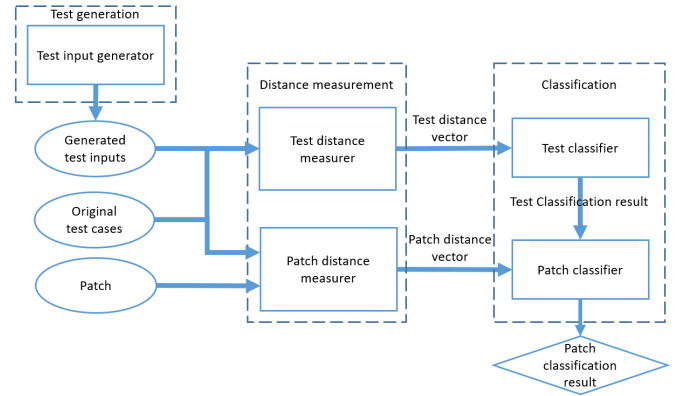 Test generation
Test input generator
Generated
test inputs
Original
test cases
Patch
Distance measurement
Test distance
measurer
Patch distance
measurer
Test distance
vector
Patch distance
vector
Classification
Test classifier
Test Classification result
Patch classifier
Patch
classification
result